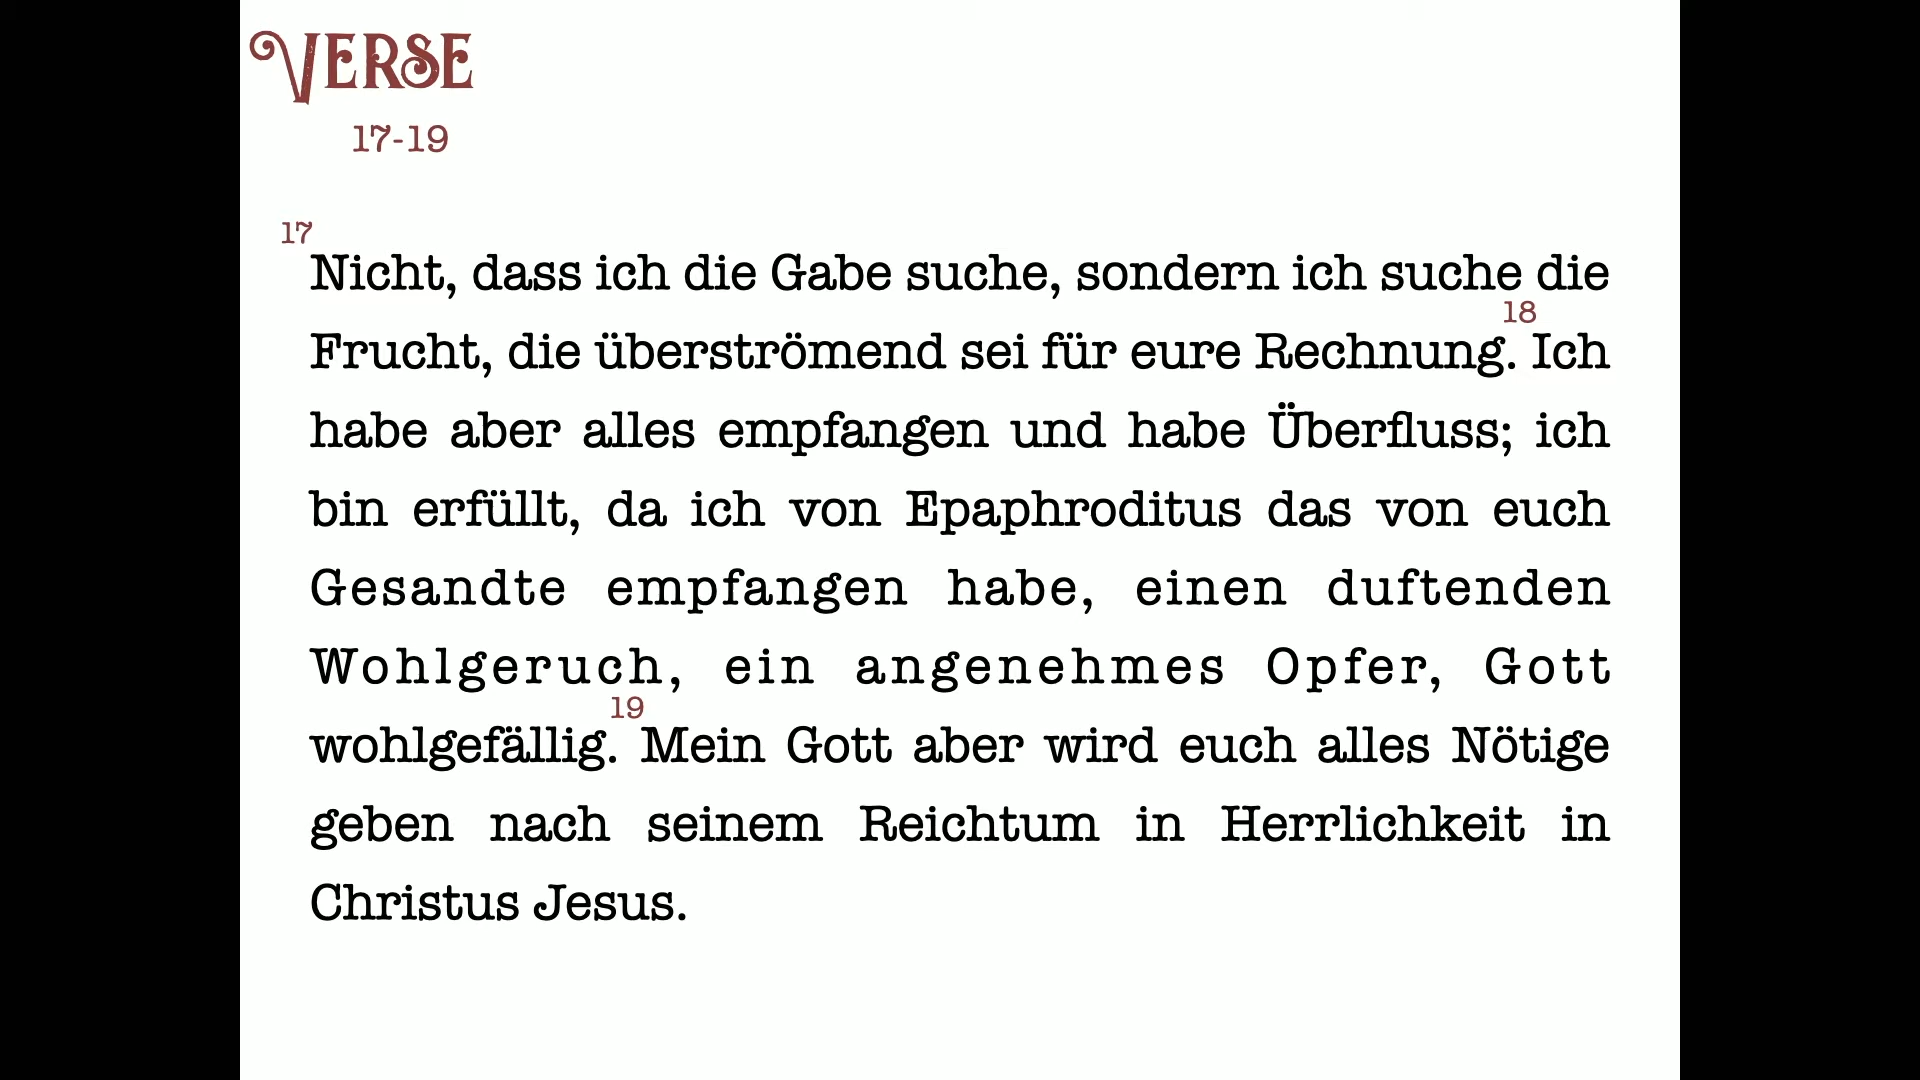 VERSE
17-19
17
Nicht, dass ich die Gabe suche, sondern ich suche die
18
Frucht, die überströmend sei für eure Rechnung. Ich
habe aber alles empfangen und habe Überfluss; ich
bin erfüllt, da ich von Epaphroditus das von euch
Gesandte empfangen habe, einen duftenden
Wohlgeruch, ein angenehmes Opfer, Gott
19
wohlgefällig. Mein Gott aber wird euch alles Nötige
geben nach seinem Reichtum in Herrlichkeit in
Christus Jesus.